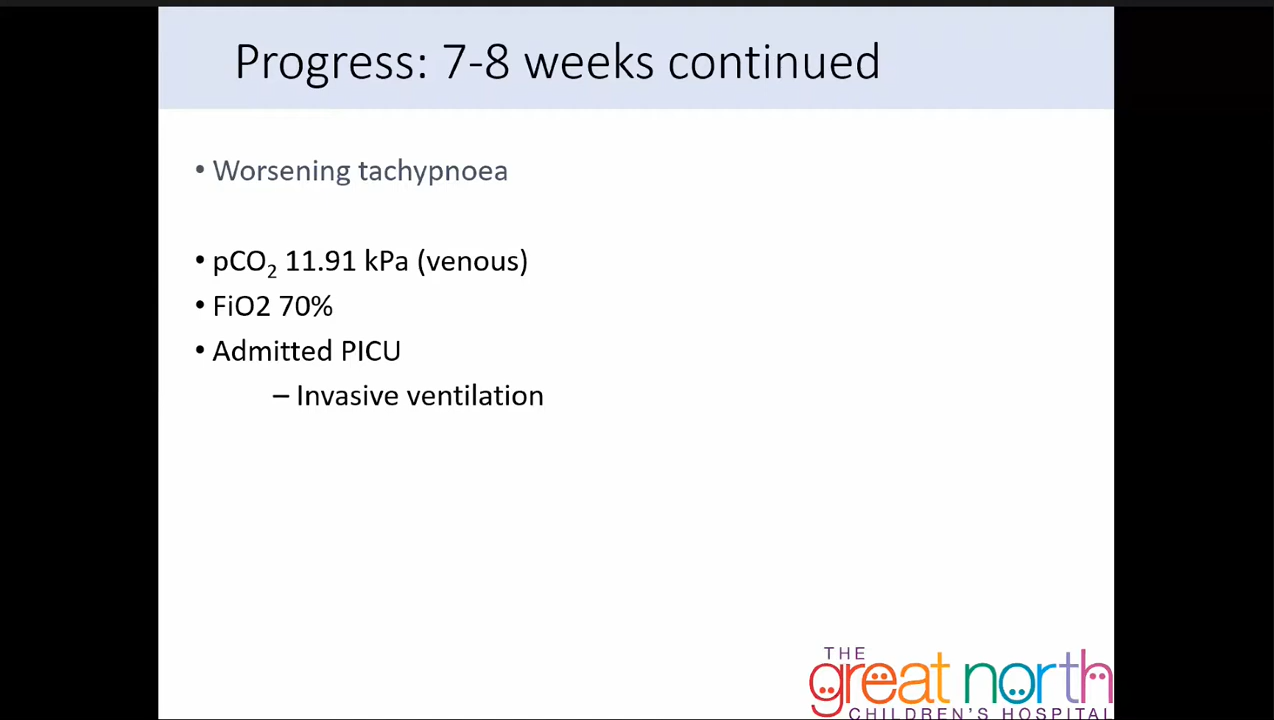 Progress: 7-8 weeks continued
• Worsening tachypnoea
• pCO₂ 11.91 kPa (venous)
• FiO2 70%
• Admitted PICU
– Invasive ventilation
THE
great north
CHILDREN'S HOSPITAL